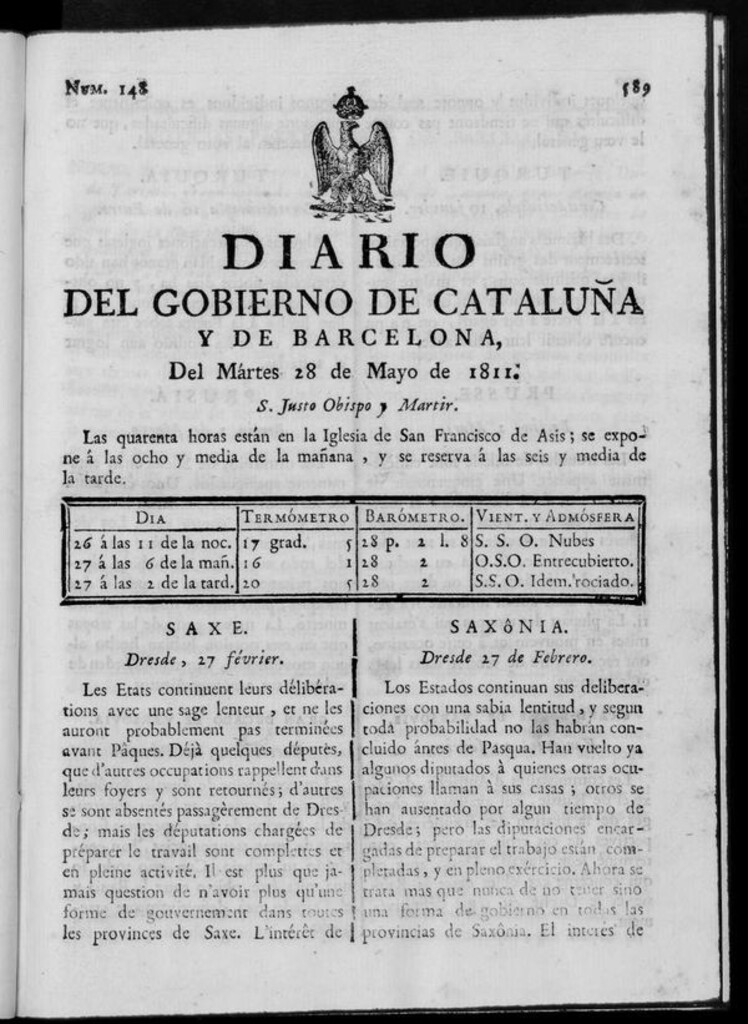 Num. 148
589
DIARIO
DEL GOBIERNO DE CATALUÑA
Y DE BARCELONA,
Del Mártes 28 de Mayo de 1811.
S. Justo Obispo y Martir.
Las quarenta horas están en la Iglesia de San Francisco de Asis; se expo-
ne á las ocho y media de la mañana, y se reserva á las seis y media de
la tarde.
Dia Termómetro Barómetro. Vient. y Admósfera
26 á las 11 de la noc. 17 grad. 5 28 p. 2 l. 8 S. S. O. Nubes
27 á las 6 de la mañ. 16 1 28 2 O.S.O. Entrecubierto.
27 á las 2 de la tard. 20 5 28 2 S.S. O. Idem. rociado.
SAXE.
Dresde, 27 février.
Les Etats continuent leurs délibéra-
tions avec une sage lenteur, et ne les
auront probablement pas terminées
avant Pâques. Déjà quelques députès,
que d'autres occupations rappellent dans
leurs foyers y sont retournés; d'autres
se sont absentés passagèrement de Dres-
de; mais les députations chargées de
préparer le travail sont complettes et
en pleine activité. Il est plus que ja-
mais question de n'avoir plus qu'une
forme de gouvernement dans toutes
les provinces de Saxe. L'intérêt de
SAXôNIA.
Dresde 27 de Febrero.
Los Estados continuan sus delibera-
ciones con una sabia lentitud, y segun
toda probabilidad no las habrán con-
cluido ántes de Pasqua. Han vuelto ya
algunos diputados à quienes otras ocu-
paciones llaman à sus casas; otros se
han ausentado por algun tiempo de
Dresde; pero las diputaciones encar-
gadas de preparar el trabajo están com-
pletadas, y en pleno exércicio. Ahora se
trata mas que nunca de no tener sino
una forma de gobierno en todas las
provincias de Saxônia. El interes de